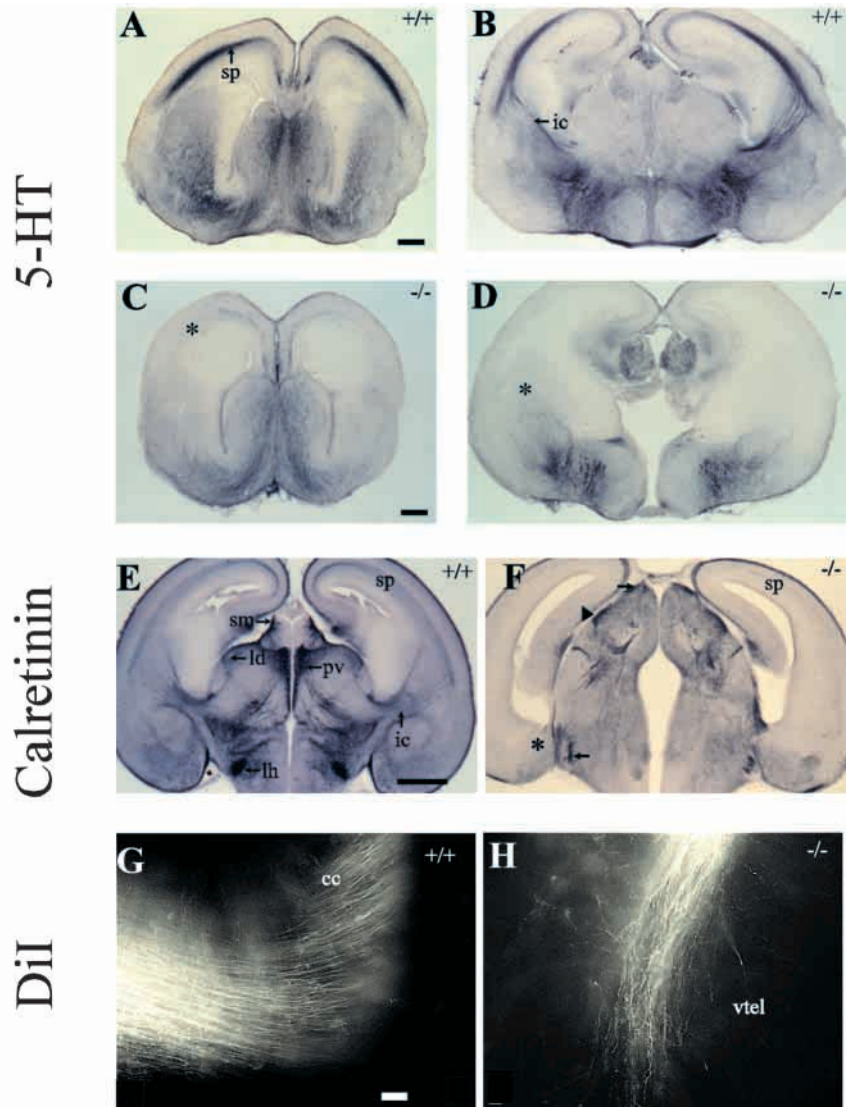 5-HT
A
+/+
sp
B
+/+
ic
C
-/-
*
D
-/-
*
Calretinin
E
+/+
sp
sm
ld
pv
ic
lh
F
-/-
sp
*
DiI
G
+/+
cc
H
-/-
vtel